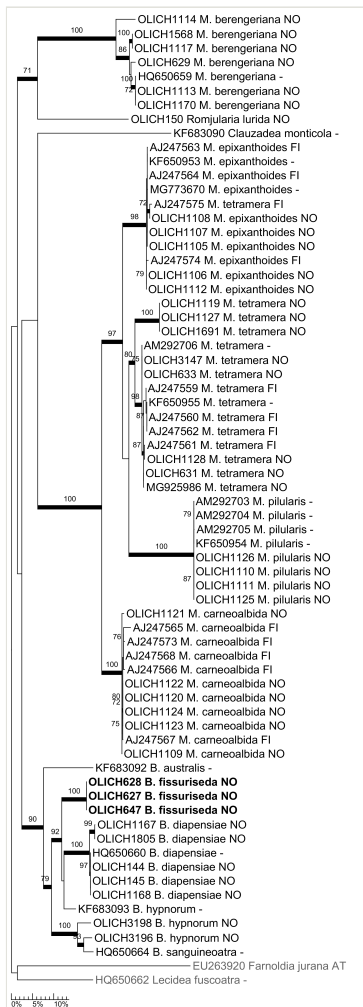 OLICH1114 M. berengeriana NO
100
100
OLICH1568 M. berengeriana NO
86
OLICH1117 M. berengeriana NO
OLICH629 M. berengeriana NO
71
100
HQ650659 M. berengeriana -
72
OLICH1113 M. berengeriana NO
OLICH1170 M. berengeriana NO
OLICH150 Romjularia lurida NO
KF683090 Clauzadea monticola -
AJ247563 M. epixanthoides FI
KF650953 M. epixanthoides -
AJ247564 M. epixanthoides FI
MG773670 M. epixanthoides -
72
AJ247575 M. tetramera FI
98
OLICH1108 M. epixanthoides NO
OLICH1107 M. epixanthoides NO
OLICH1105 M. epixanthoides NO
AJ247574 M. epixanthoides FI
79
OLICH1106 M. epixanthoides NO
OLICH1112 M. epixanthoides NO
OLICH1119 M. tetramera NO
100
OLICH1127 M. tetramera NO
97
OLICH1691 M. tetramera NO
AM292706 M. tetramera -
80
75
OLICH3147 M. tetramera NO
OLICH633 M. tetramera NO
AJ247559 M. tetramera FI
98
KF650955 M. tetramera -
87
AJ247560 M. tetramera FI
AJ247562 M. tetramera FI
87
AJ247561 M. tetramera FI
OLICH1128 M. tetramera NO
OLICH631 M. tetramera NO
MG925986 M. tetramera NO
100
AM292703 M. pilularis -
79
AM292704 M. pilularis -
AM292705 M. pilularis -
100
KF650954 M. pilularis -
OLICH1126 M. pilularis NO
87
OLICH1110 M. pilularis NO
OLICH1111 M. pilularis NO
OLICH1125 M. pilularis NO
OLICH1121 M. carneoalbida NO
76
AJ247565 M. carneoalbida FI
AJ247573 M. carneoalbida FI
AJ247568 M. carneoalbida FI
100
AJ247566 M. carneoalbida FI
OLICH1122 M. carneoalbida NO
80
OLICH1120 M. carneoalbida NO
72
OLICH1124 M. carneoalbida NO
75
OLICH1123 M. carneoalbida NO
AJ247567 M. carneoalbida FI
OLICH1109 M. carneoalbida NO
KF683092 B. australis -
OLICH628 B. fissuriseda NO
100
OLICH627 B. fissuriseda NO
OLICH647 B. fissuriseda NO
90
99
OLICH1167 B. diapensiae NO
92
OLICH1805 B. diapensiae NO
100
HQ650660 B. diapensiae -
97
OLICH144 B. diapensiae NO
79
OLICH145 B. diapensiae NO
OLICH1168 B. diapensiae NO
KF683093 B. hypnorum -
100
OLICH3198 B. hypnorum NO
93
OLICH3196 B. hypnorum NO
HQ650664 B. sanguineoatra -
EU263920 Farnoldia jurana AT
HQ650662 Lecidea fuscoatra -
0% 5% 10%